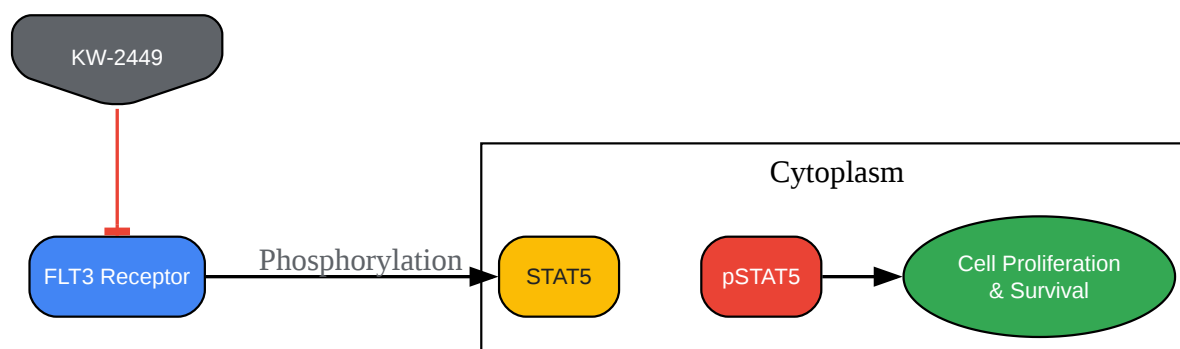 KW-2449
Cytoplasm
FLT3 Receptor
Phosphorylation
STAT5
pSTAT5
Cell Proliferation
& Survival